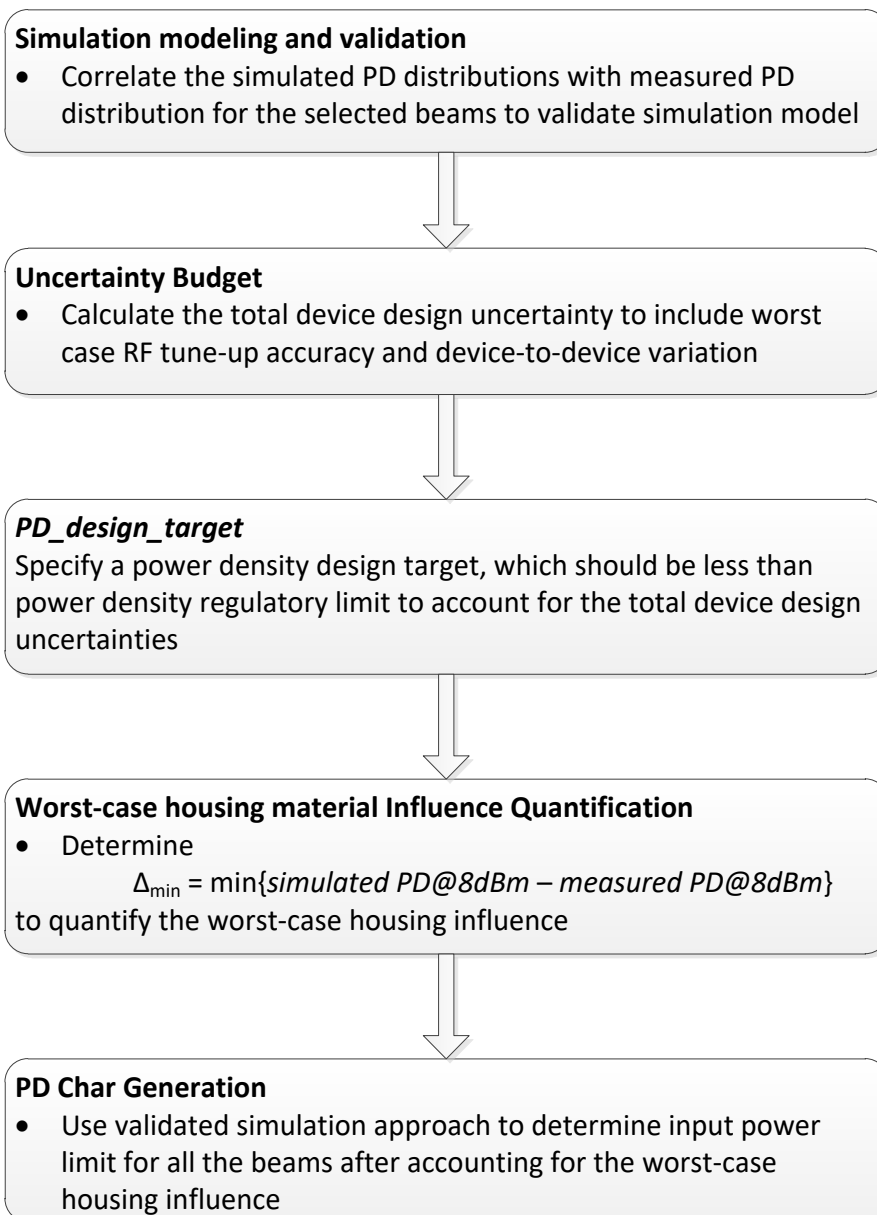 Simulation modeling and validation
• Correlate the simulated PD distributions with measured PD
distribution for the selected beams to validate simulation model
Uncertainty Budget
• Calculate the total device design uncertainty to include worst
case RF tune-up accuracy and device-to-device variation
PD_design_target
Specify a power density design target, which should be less than
power density regulatory limit to account for the total device design
uncertainties
Worst-case housing material Influence Quantification
• Determine
Δmin = min{simulated PD@8dBm – measured PD@8dBm}
to quantify the worst-case housing influence
PD Char Generation
• Use validated simulation approach to determine input power
limit for all the beams after accounting for the worst-case
housing influence